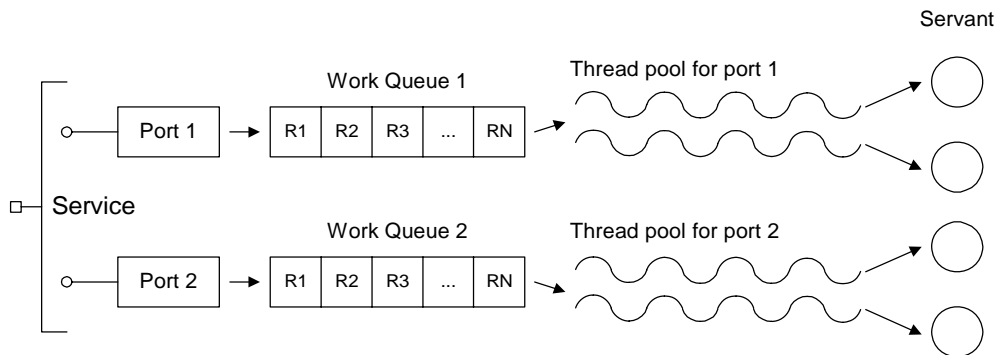 Servant
Work Queue 1
Thread pool for port 1
Port 1
R1 R2 R3 ... RN
Service
Work Queue 2
Thread pool for port 2
Port 2
R1 R2 R3 ... RN